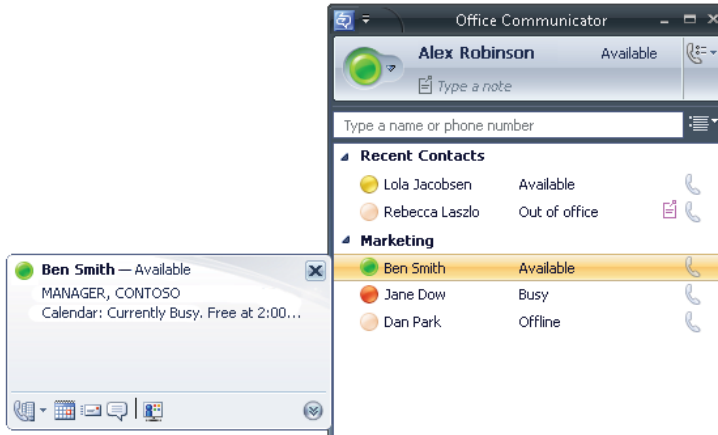 Office Communicator
Alex Robinson Available
Type a note
Type a name or phone number
Recent Contacts
Lola Jacobsen Available
Rebecca Laszlo Out of office
Marketing
Ben Smith Available
Jane Dow Busy
Dan Park Offline
Ben Smith — Available
MANAGER, CONTOSO
Calendar: Currently Busy. Free at 2:00...